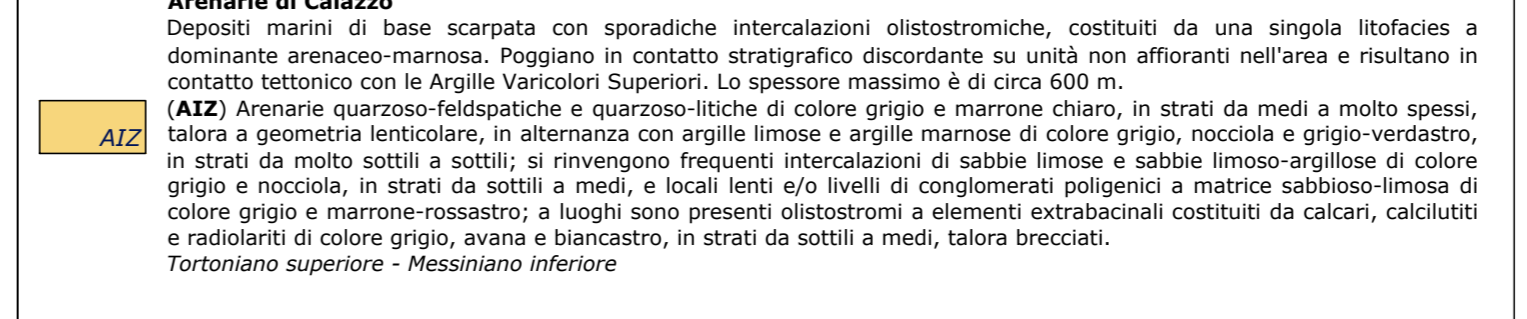 Arenarie di Caiazzo
Depositi marini di base scarpata con sporadiche intercalazioni olistostromiche, costituiti da una singola litofacies a
dominante arenaceo-marnosa. Poggiano in contatto stratigrafico discordante su unità non affioranti nell'area e risultano in
contatto tettonico con le Argille Varicolori Superiori. Lo spessore massimo è di circa 600 m.
(AIZ) Arenarie quarzoso-feldspatiche e quarzoso-litiche di colore grigio e marrone chiaro, in strati da medi a molto spessi,
AIZ talora a geometria lenticolare, in alternanza con argille limose e argille marnose di colore grigio, nocciola e grigio-verdastro,
in strati da molto sottili a sottili; si rinvengono frequenti intercalazioni di sabbie limose e sabbie limoso-argillose di colore
grigio e nocciola, in strati da sottili a medi, e locali lenti e/o livelli di conglomerati poligenici a matrice sabbioso-limosa di
colore grigio e marrone-rossastro; a luoghi sono presenti olistostromi a elementi extrabacinali costituiti da calcari, calcilutiti
e radiolariti di colore grigio, avana e biancastro, in strati da sottili a medi, talora brecciati.
Tortoniano superiore - Messiniano inferiore